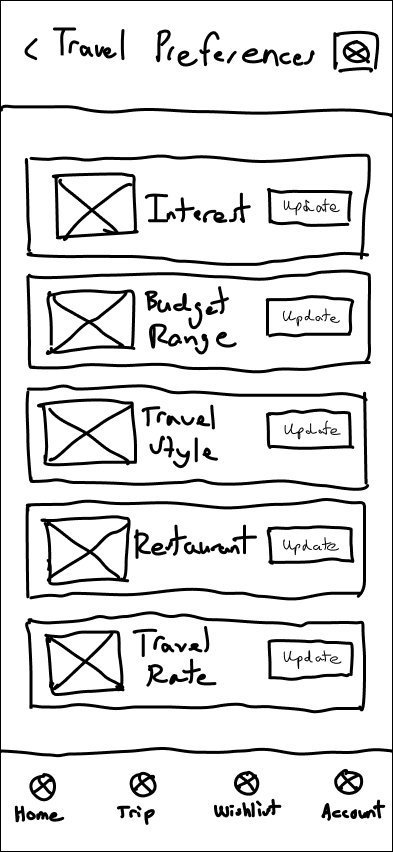 < Travel Preferences
Interest
Update
Budget
Range
Update
Travel
Style
Update
Restaurant
Update
Travel
Rate
Update
Home Trip Wishlist Account